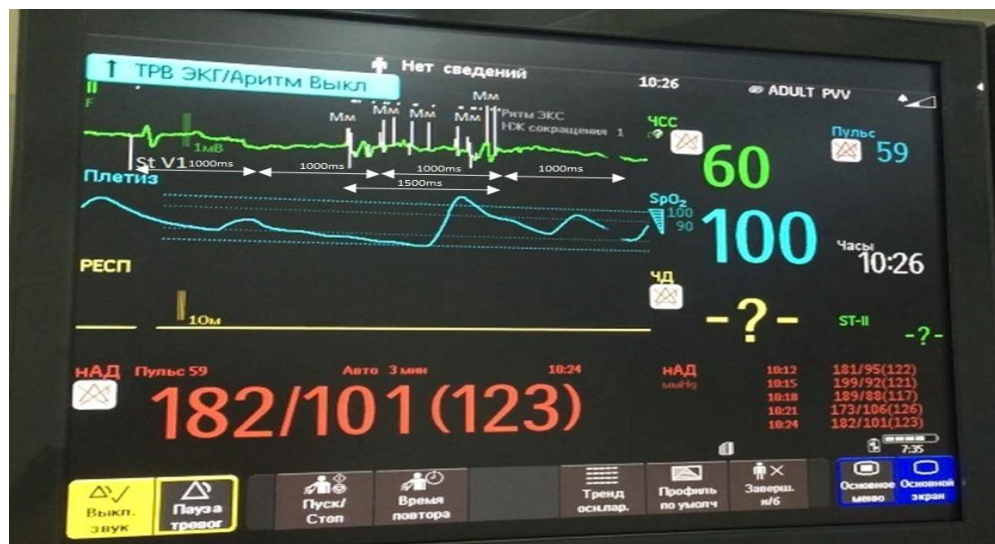 ↑ ТРВ ЭКГ/Аритм Выкл
Нет сведений
10:26
ADULT PVV
F
1мВ
Мм Мм Мм Мм Мм
Ритм ЭКС
НЖ сокращения 1
ЧСС
60
Пульс
59
St V1
1000ms 1000ms 1000ms 1000ms
1500ms
Плетиз
SpO₂
100
90
100
Часы
10:26
РЕСП
10м
ЧД
-?-
ST-II
-?-
нАД Пульс 59 Авто 3 мин 10:24
182/101(123)
нАД
ммHg
10:12 181/95(122)
10:15 199/92(121)
10:18 189/88(117)
10:21 173/106(126)
10:24 182/101(123)
7:35
Выкл.
звук
Пауза
тревог
Пуск/
Стоп
Время
повтора
Тренд
осн.пар.
Профиль
по умолч
Заверш.
н/б
Основное
меню
Основной
экран